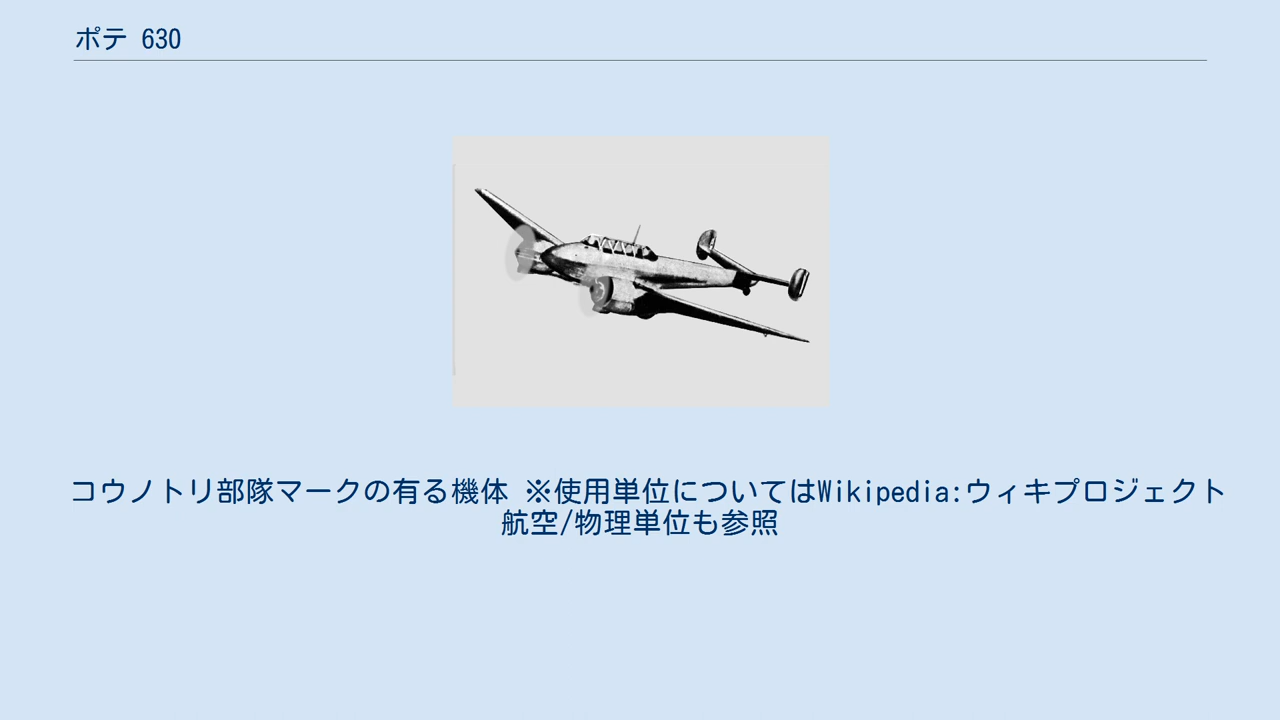 ポテ 630
コウノトリ部隊マークの有る機体 ※使用単位についてはWikipedia:ウィキプロジェクト
航空/物理単位も参照